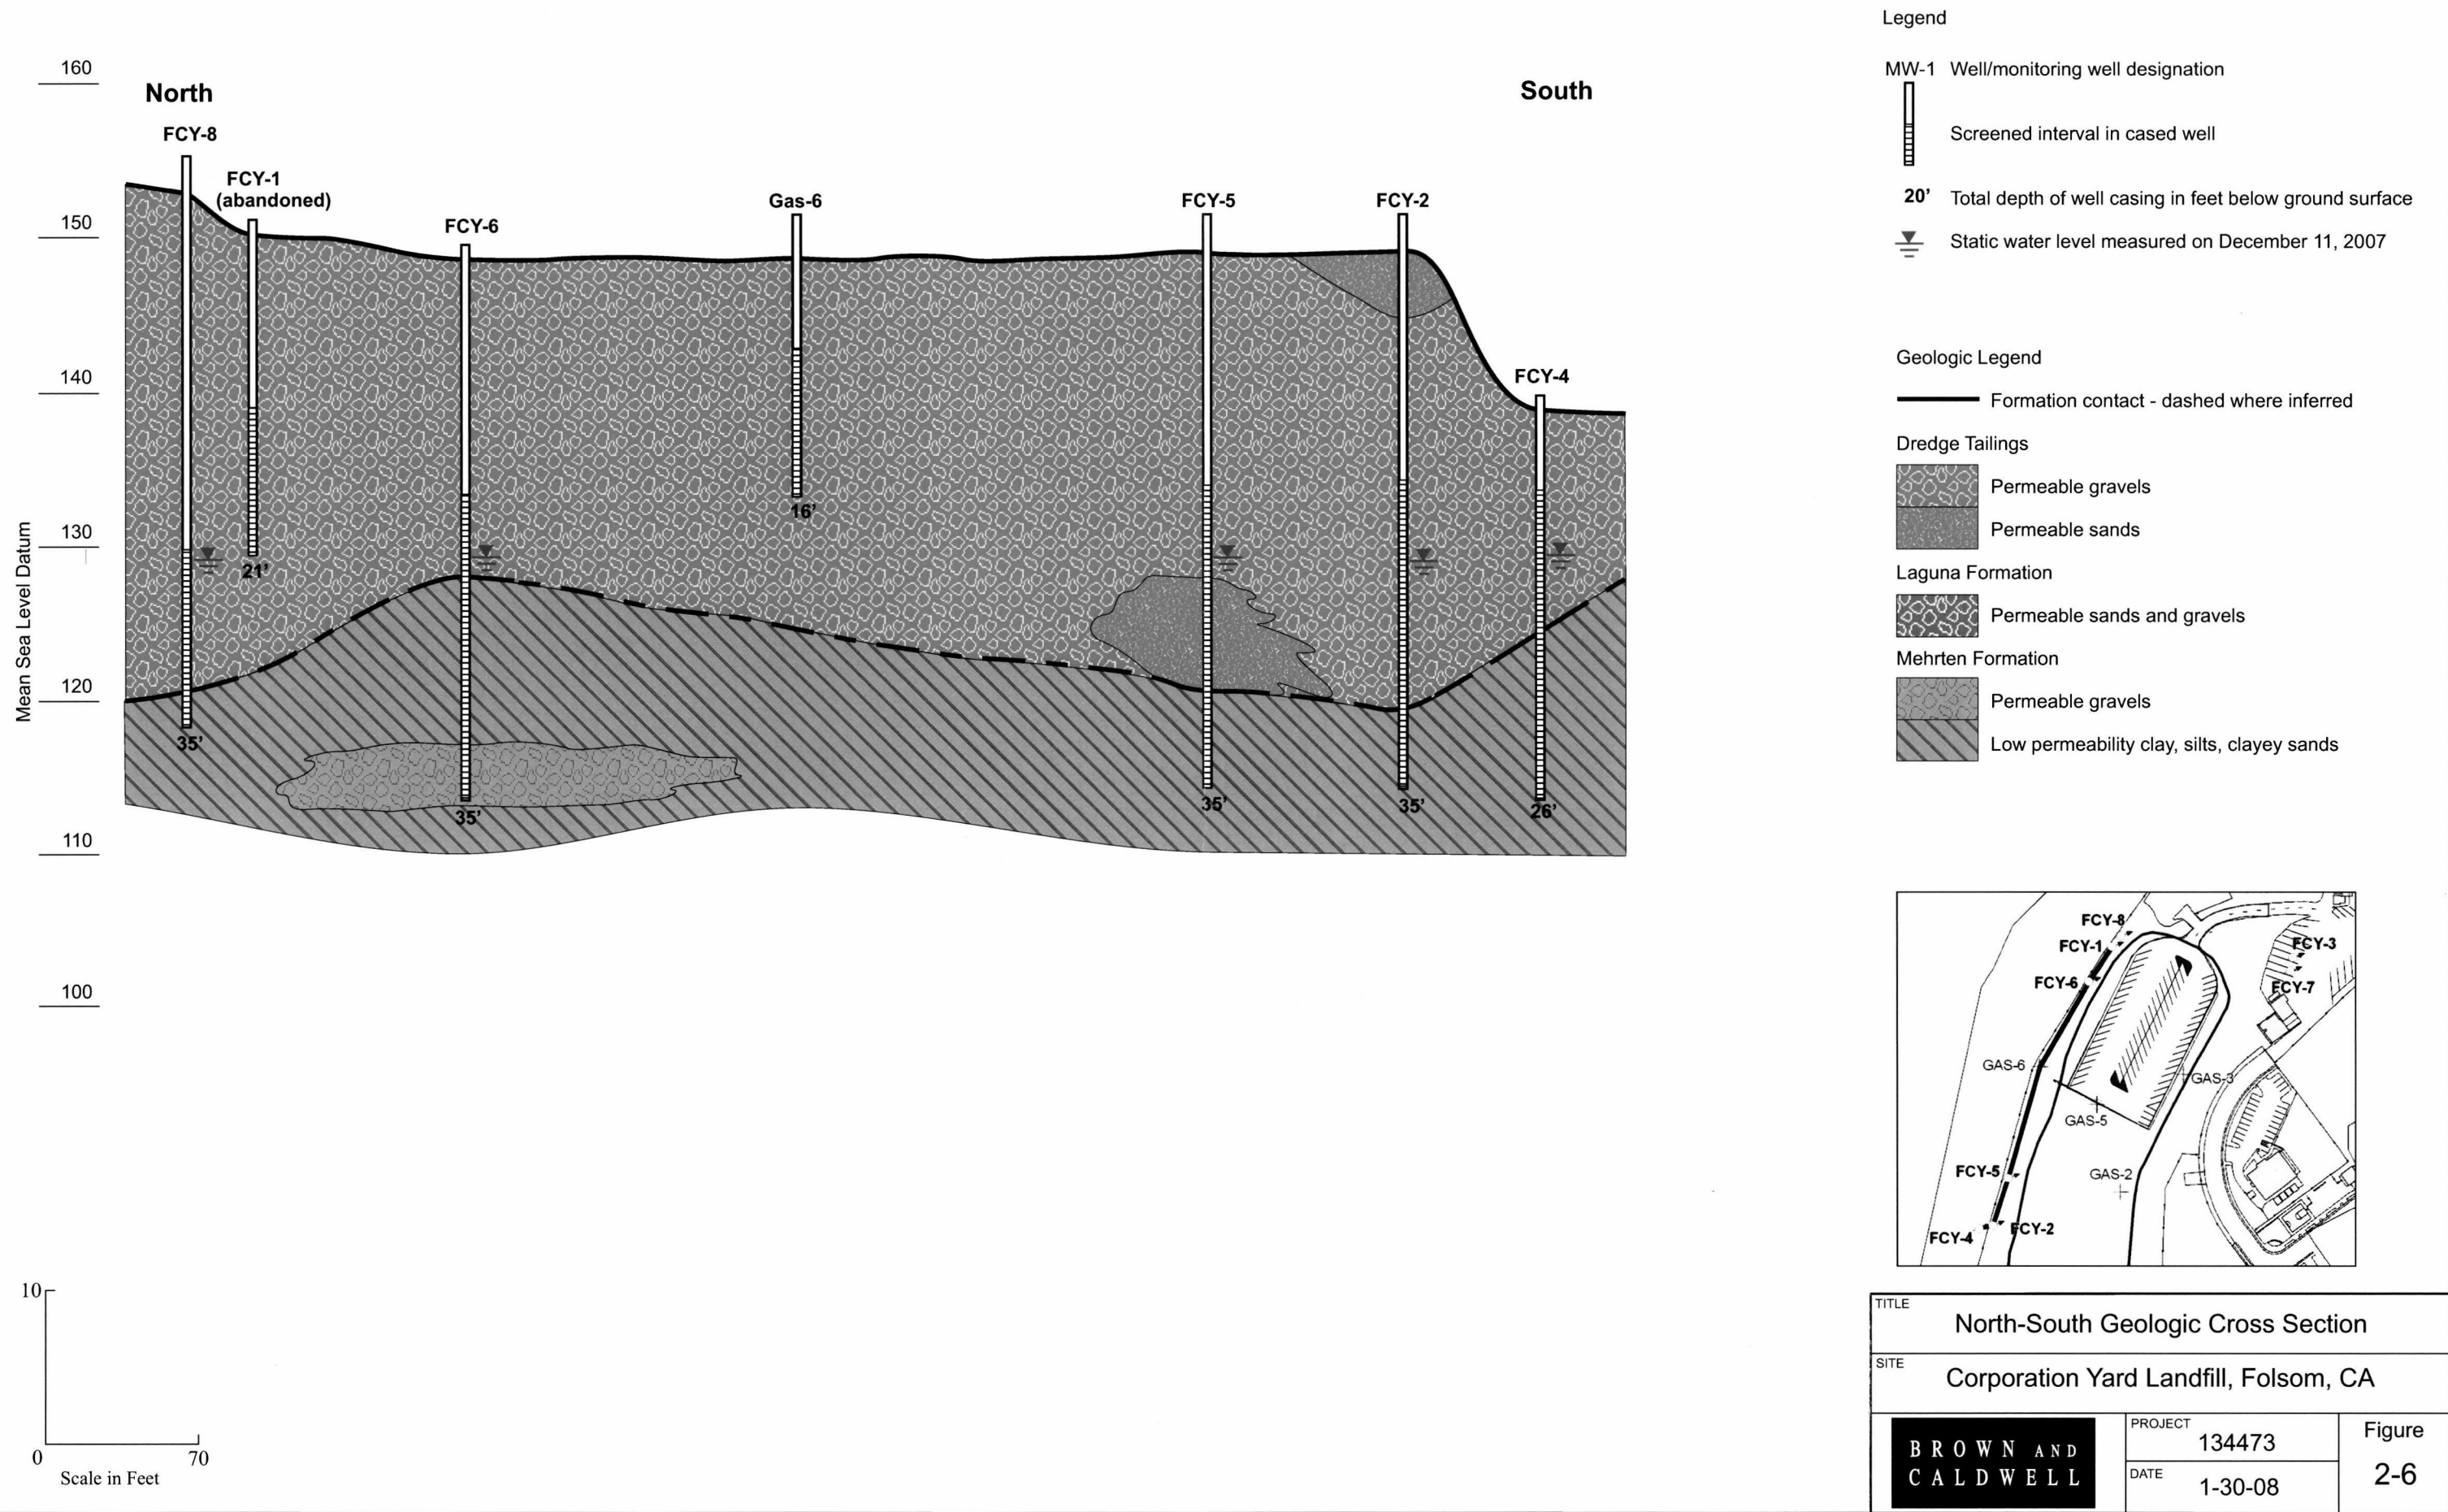 160
North
South
FCY-8
FCY-1
(abandoned)
FCY-6
Gas-6
FCY-5
FCY-2
FCY-4
150
140
130
120
110
100
Mean Sea Level Datum
35'
21'
35'
16'
35'
35'
26'
10
0
70
Scale in Feet
Legend
MW-1 Well/monitoring well designation
Screened interval in cased well
20' Total depth of well casing in feet below ground surface
Static water level measured on December 11, 2007
Geologic Legend
Formation contact - dashed where inferred
Dredge Tailings
Permeable gravels
Permeable sands
Laguna Formation
Permeable sands and gravels
Mehrten Formation
Permeable gravels
Low permeability clay, silts, clayey sands
FCY-8
FCY-1
FCY-3
FCY-6
FCY-7
GAS-6
GAS-3
GAS-5
FCY-5
GAS-2
FCY-2
FCY-4
TITLE
North-South Geologic Cross Section
SITE
Corporation Yard Landfill, Folsom, CA
BROWN AND
CALDWELL
PROJECT
134473
DATE
1-30-08
Figure
2-6